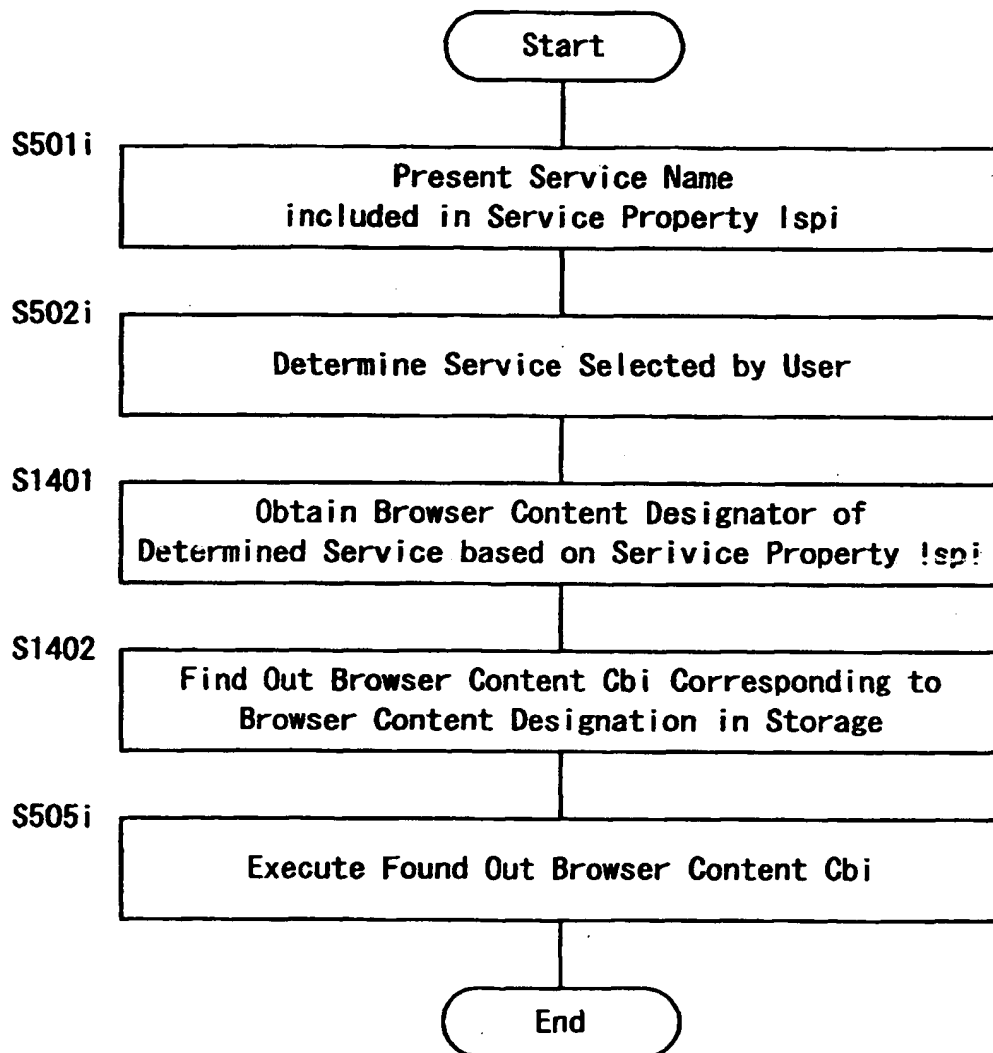 Start
S501i
Present Service Name
included in Service Property Ispi
S502i
Determine Service Selected by User
S1401
Obtain Browser Content Designator of
Determined Service based on Serivice Property Ispi
S1402
Find Out Browser Content Cbi Corresponding to
Browser Content Designation in Storage
S505i
Execute Found Out Browser Content Cbi
End